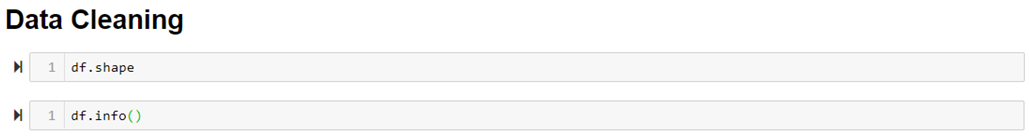 Data Cleaning
1 df.shape
1 df.info()